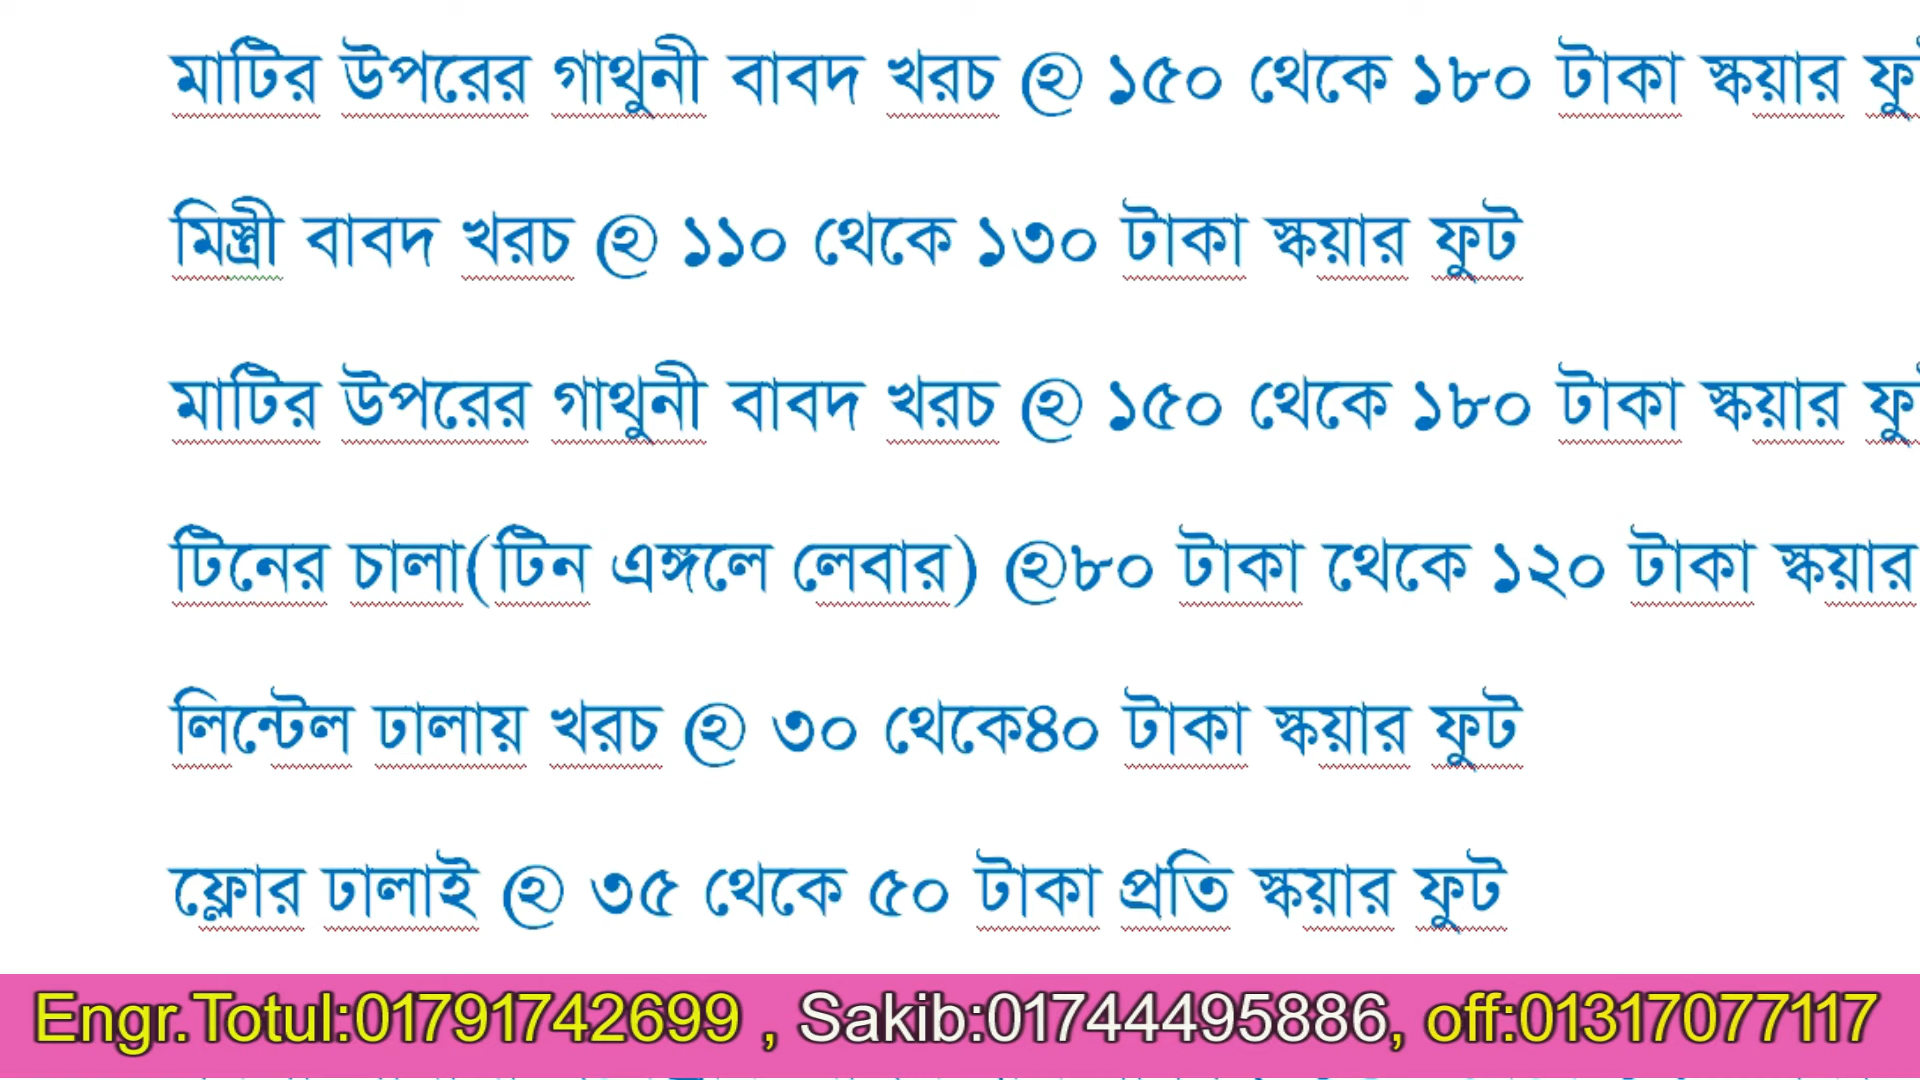 মাটির উপরের গাথুনী বাবদ খরচ @ ১৫০ থেকে ১৮০ টাকা স্কয়ার
মিস্ত্রী বাবদ খরচ @ ১১০ থেকে ১৩০ টাকা স্কয়ার ফুট
মাটির উপরের গাথুনী বাবদ খরচ @ ১৫০ থেকে ১৮০ টাকা স্কয়ার
টিনের চালা(টিন এঙ্গলে লেবার) @৮০ টাকা থেকে ১২০ টাকা স্কয়ার
লিন্টেল ঢালায় খরচ @ ৩০ থেকে৪০ টাকা স্কয়ার ফুট
ফ্লোর ঢালাই @ ৩৫ থেকে ৫০ টাকা প্রতি স্কয়ার ফুট
Engr.Totul:01791742699 , Sakib:01744495886, off:01317077117